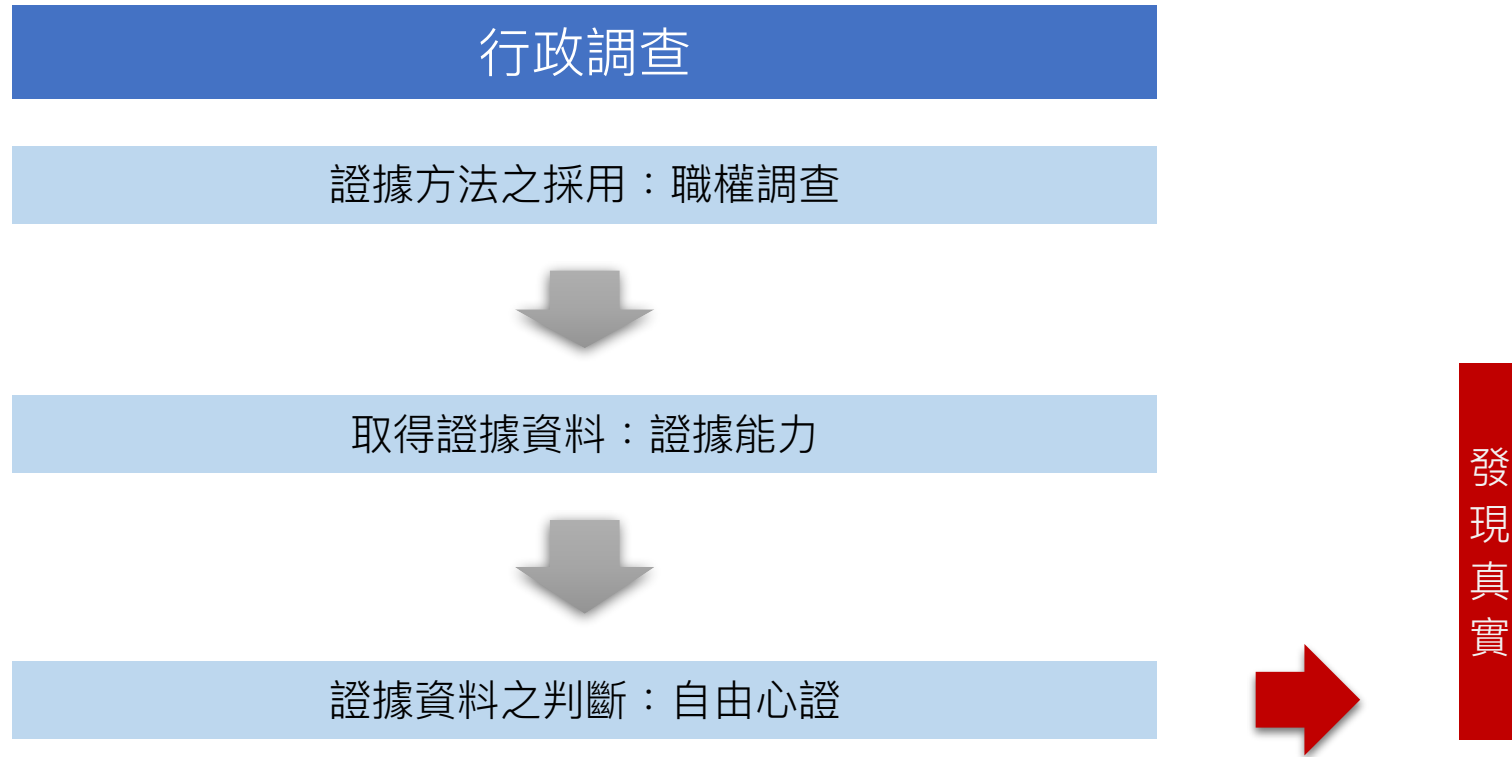 行政調查
證據方法之採用：職權調查
取得證據資料：證據能力
證據資料之判斷：自由心證
發現真實